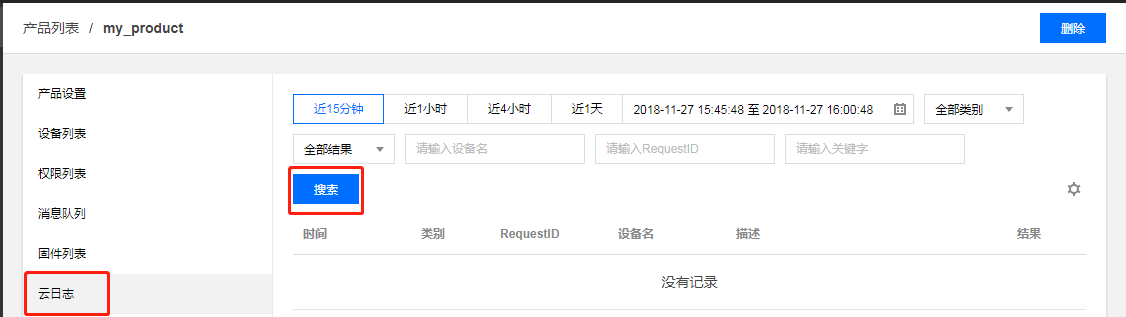 产品列表 / my_product
删除
产品设置
设备列表
权限列表
消息队列
固件列表
云日志
近15分钟 近1小时 近4小时 近1天 2018-11-27 15:45:48 至 2018-11-27 16:00:48 全部类别
全部结果 请输入设备名 请输入RequestID 请输入关键字
搜索
时间 类别 RequestID 设备名 描述 结果
没有记录